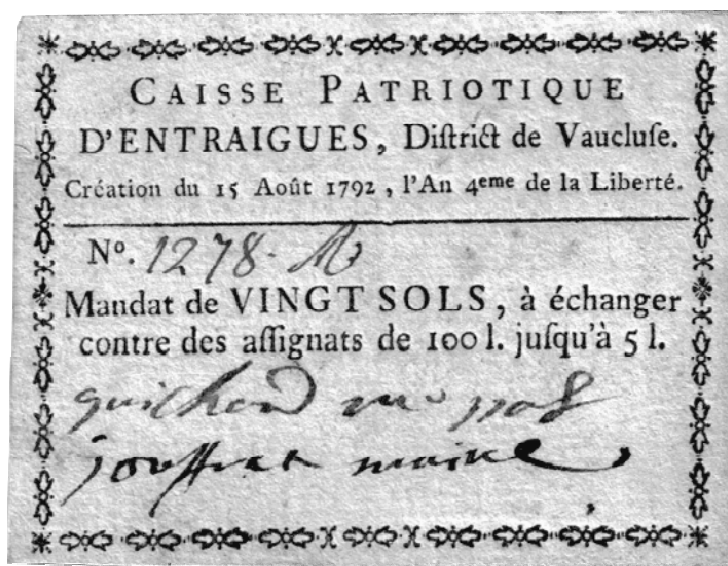 CAISSE PATRIOTIQUE
D'ENTRAIGUES, Diſtrict de Vaucluſe.
Création du 15 Août 1792, l'An 4eme de la Liberté.
Nº. 1278.
Mandat de VINGT SOLS, à échanger
contre des aſſignats de 100 l. juſqu'à 5 l.
jouffret maire